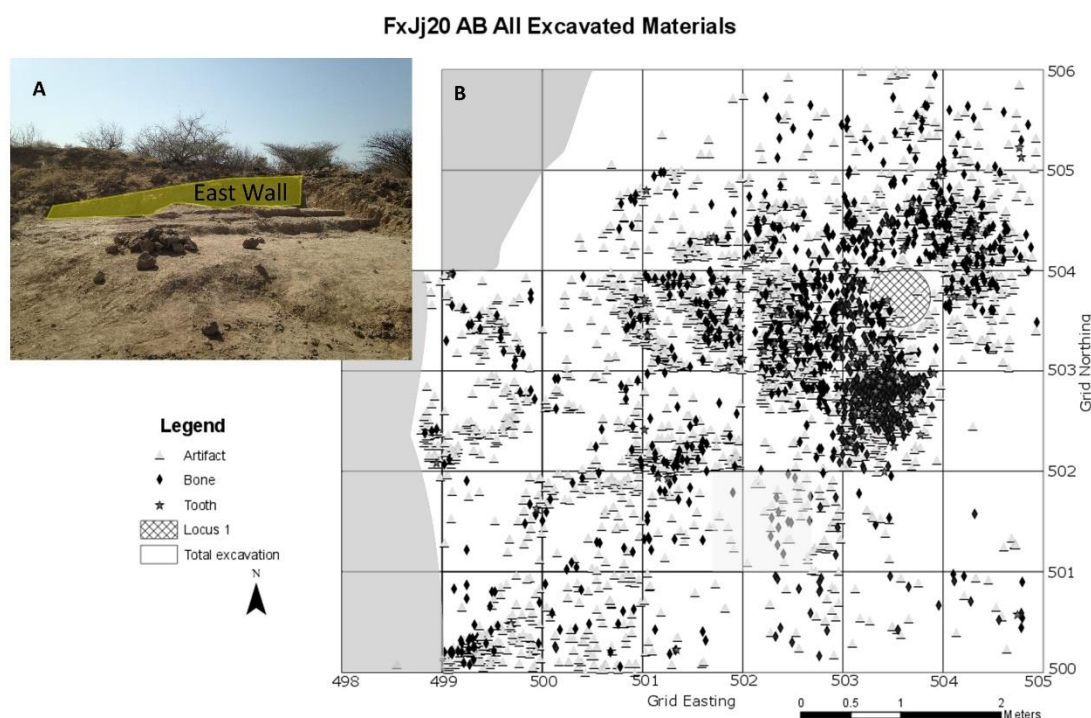 FxJj20 AB All Excavated Materials
A
East Wall
B
506
505
504
503
502
501
500
Grid Northing
498 499 500 501 502 503 504 505
Grid Easting
Legend
Artifact
Bone
Tooth
Locus 1
Total excavation
N
0 0.5 1 2
Meters